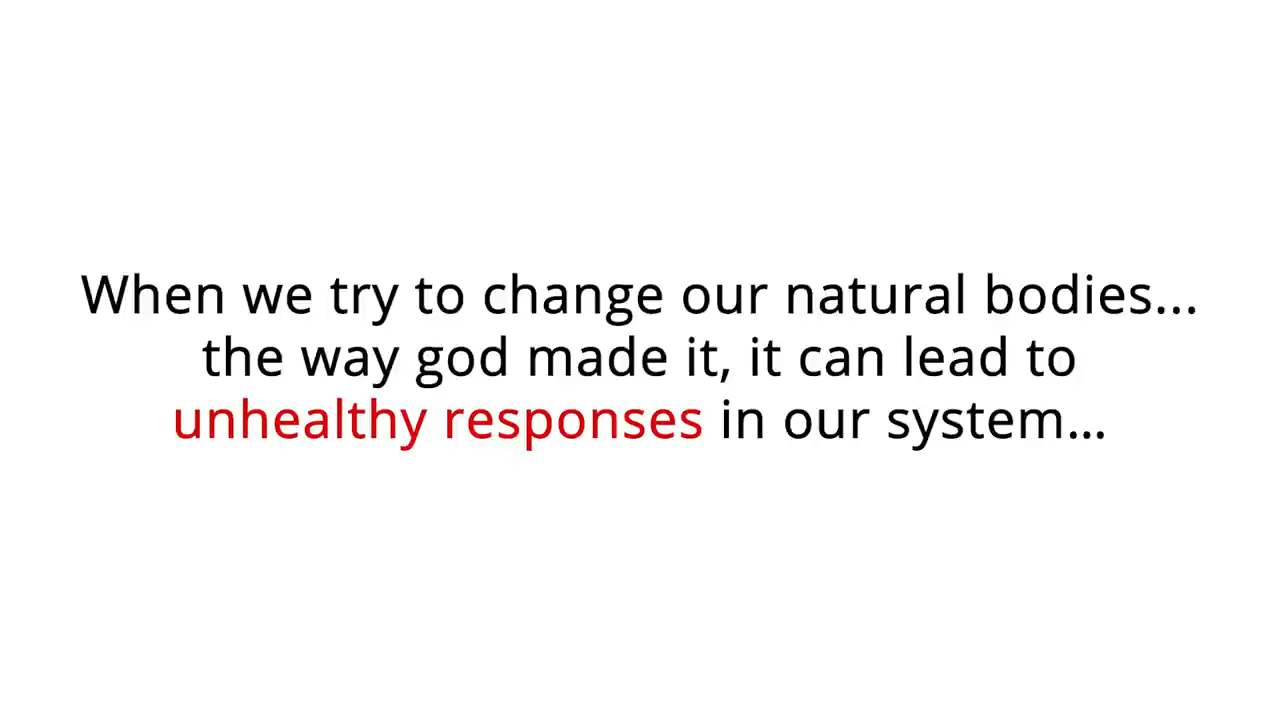 When we try to change our natural bodies...
the way god made it, it can lead to
unhealthy responses in our system...